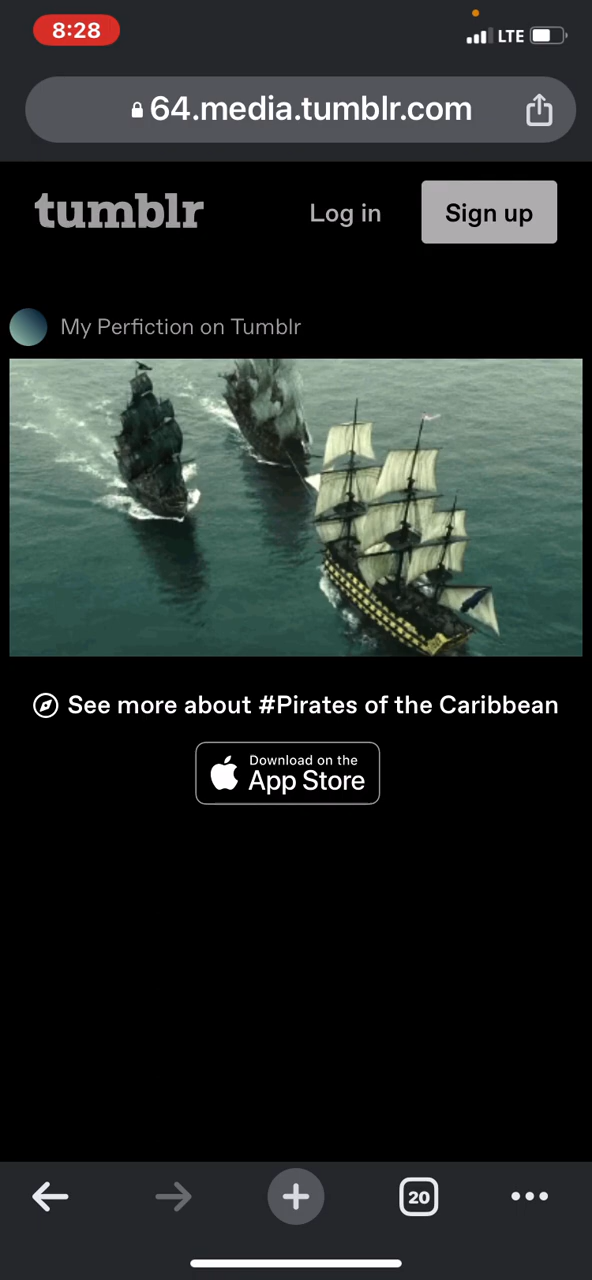 8:28
LTE
64.media.tumblr.com
tumblr
Log in
Sign up
My Perfiction on Tumblr
See more about #Pirates of the Caribbean
Download on the
App Store
20